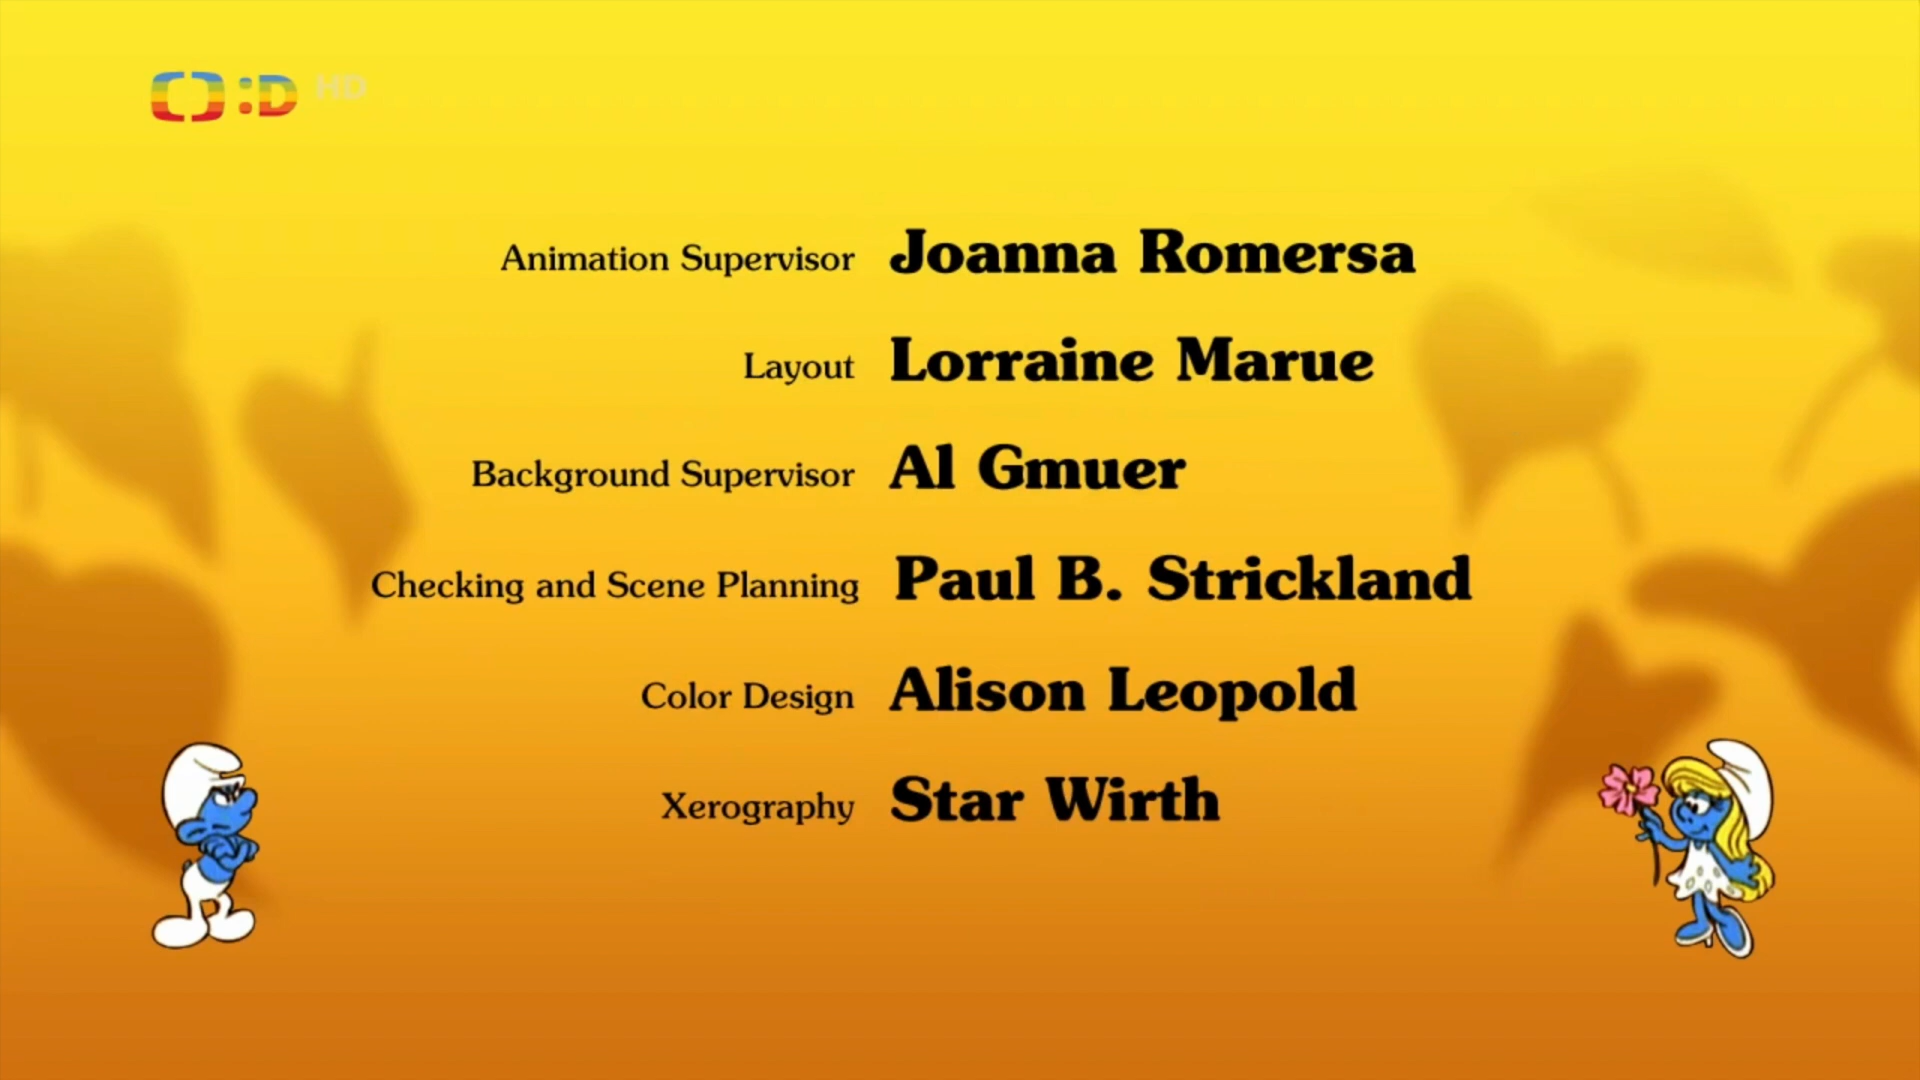 :D HD
Animation Supervisor Joanna Romersa
Layout Lorraine Marue
Background Supervisor Al Gmuer
Checking and Scene Planning Paul B. Strickland
Color Design Alison Leopold
Xerography Star Wirth